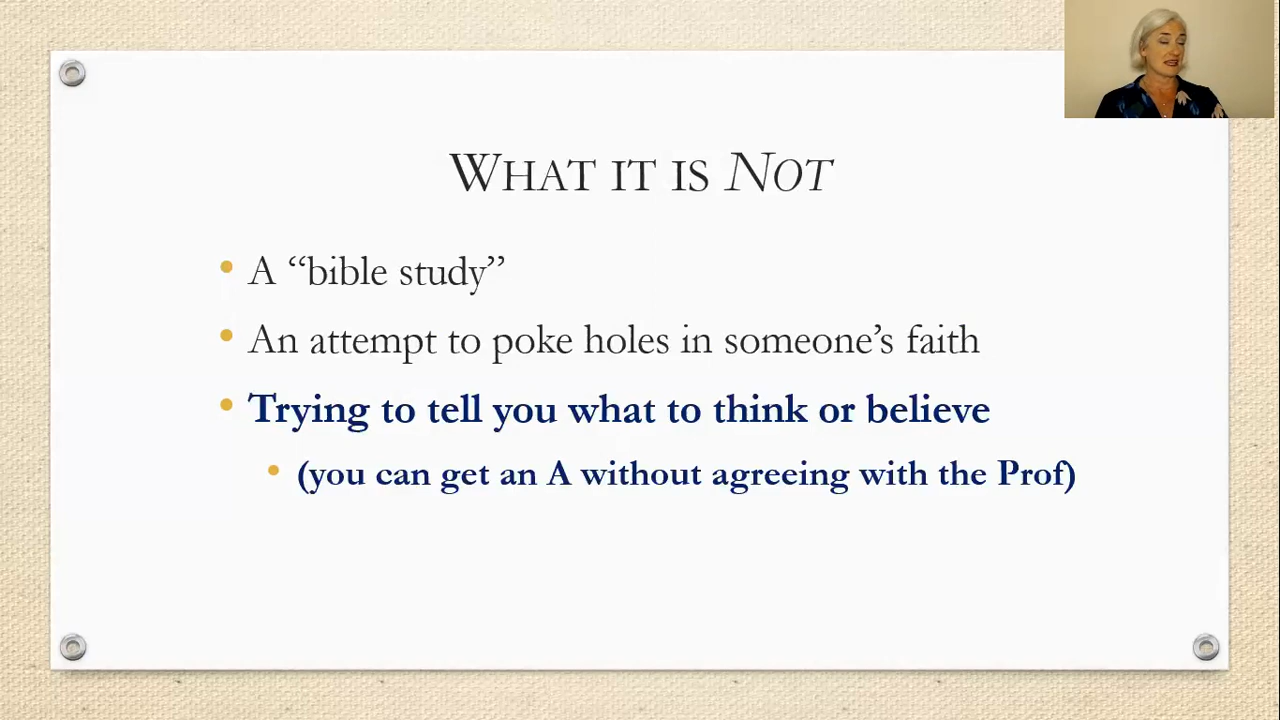 WHAT IT IS NOT
A “bible study”
An attempt to poke holes in someone’s faith
Trying to tell you what to think or believe
(you can get an A without agreeing with the Prof)